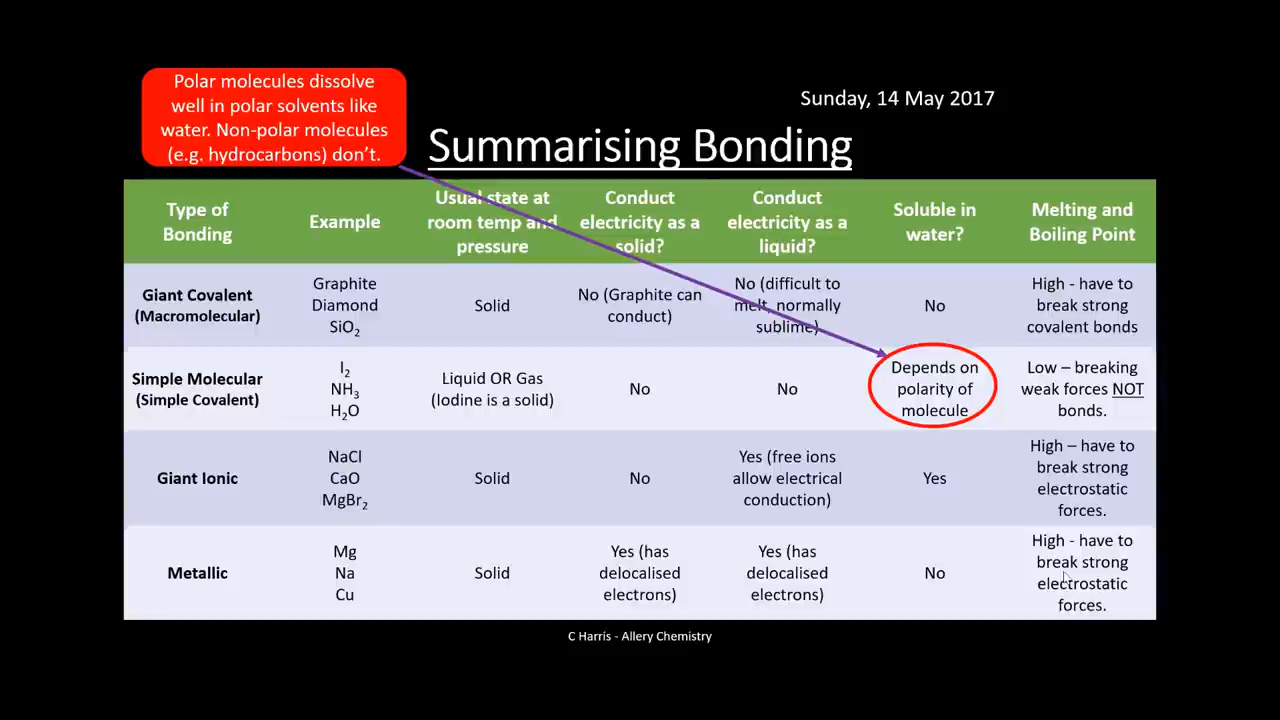 Polar molecules dissolve
well in polar solvents like
water. Non-polar molecules
(e.g. hydrocarbons) don't.
Sunday, 14 May 2017
Summarising Bonding
Type of
Bonding
Example
Usual state at
room temp and
pressure
Conduct
electricity as a
solid?
Conduct
electricity as a
liquid?
Soluble in
water?
Melting and
Boiling Point
Giant Covalent
(Macromolecular)
Graphite
Diamond
SiO₂
Solid
No (Graphite can
conduct)
No (difficult to
melt, normally
sublime)
No
High - have to
break strong
covalent bonds
Simple Molecular
(Simple Covalent)
I₂
NH₃
H₂O
Liquid OR Gas
(Iodine is a solid)
No
No
Depends on
polarity of
molecule
Low – breaking
weak forces NOT
bonds.
Giant Ionic
NaCl
CaO
MgBr₂
Solid
No
Yes (free ions
allow electrical
conduction)
Yes
High – have to
break strong
electrostatic
forces.
Metallic
Mg
Na
Cu
Solid
Yes (has
delocalised
electrons)
Yes (has
delocalised
electrons)
No
High - have to
break strong
electrostatic
forces.
C Harris - Allery Chemistry